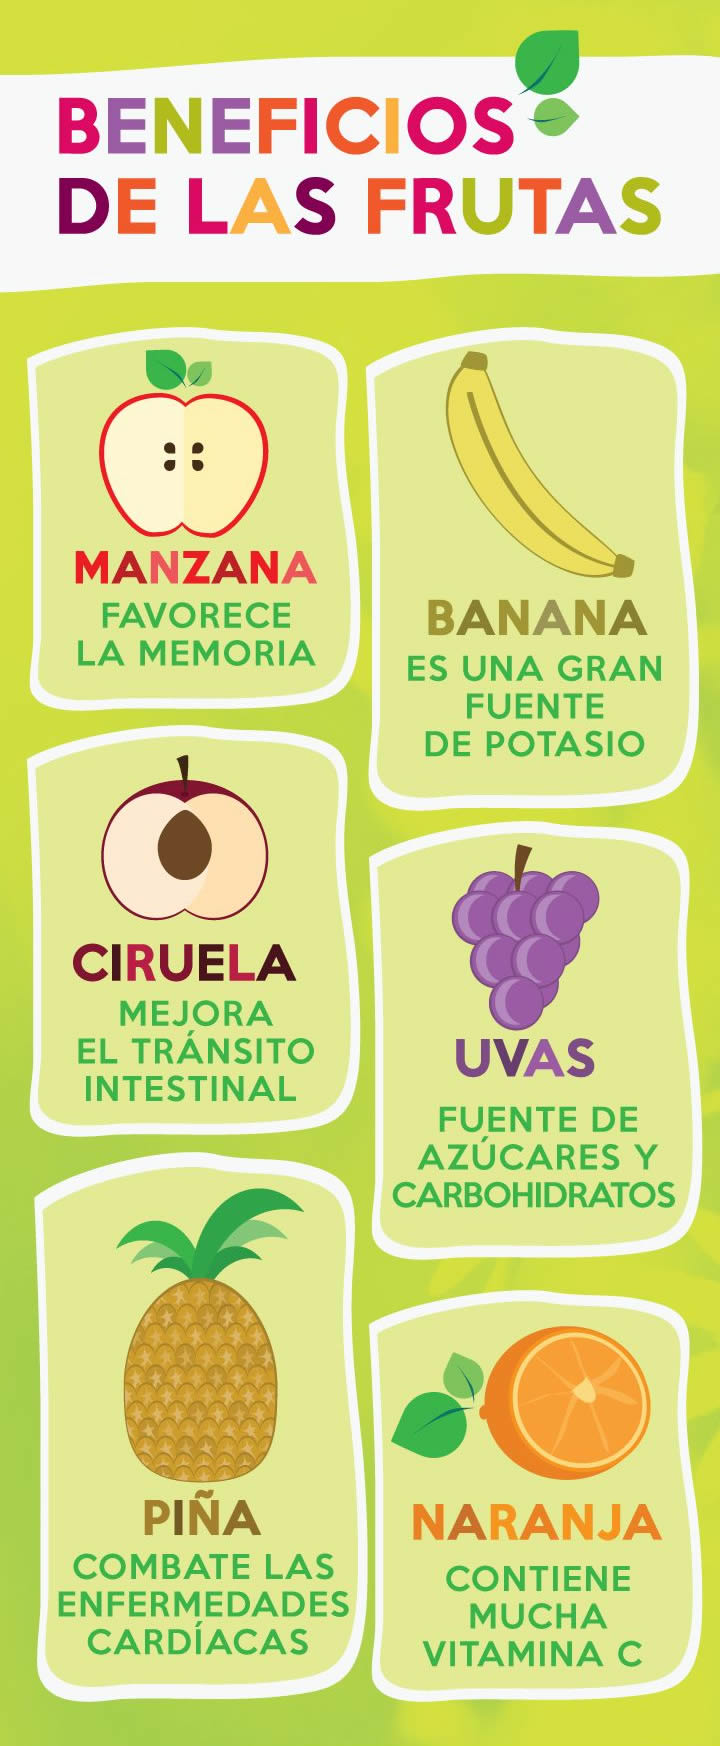 BENEFICIOS
DE LAS FRUTAS
MANZANA
FAVORECE
LA MEMORIA
BANANA
ES UNA GRAN
FUENTE
DE POTASIO
CIRUELA
MEJORA
EL TRÁNSITO
INTESTINAL
UVAS
FUENTE DE
AZÚCARES Y
CARBOHIDRATOS
PIÑA
COMBATE LAS
ENFERMEDADES
CARDÍACAS
NARANJA
CONTIENE
MUCHA
VITAMINA C